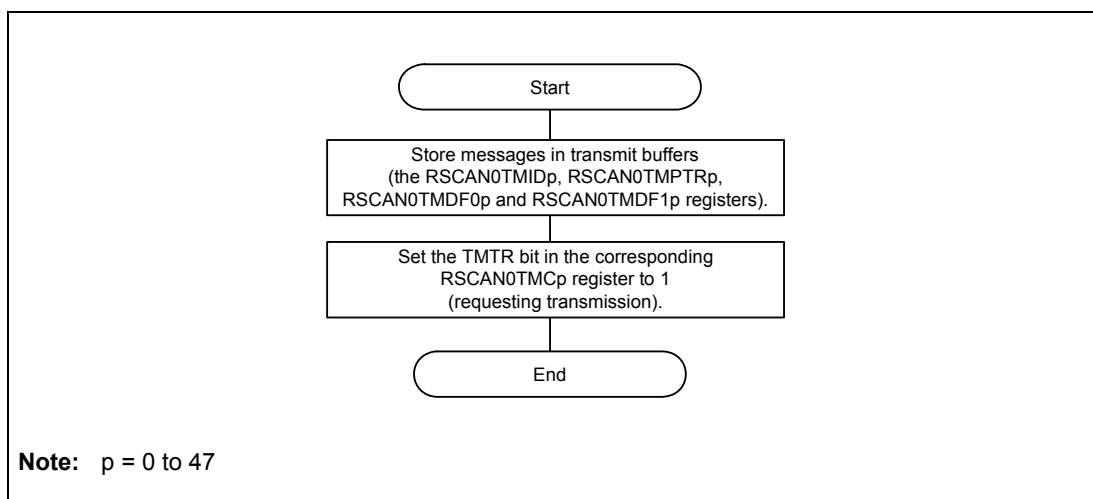 Start
Store messages in transmit buffers
(the RSCAN0TMIDp, RSCAN0TMPTRp,
RSCAN0TMDF0p and RSCAN0TMDF1p registers).
Set the TMTR bit in the corresponding
RSCAN0TMCp register to 1
(requesting transmission).
End
Note: p = 0 to 47